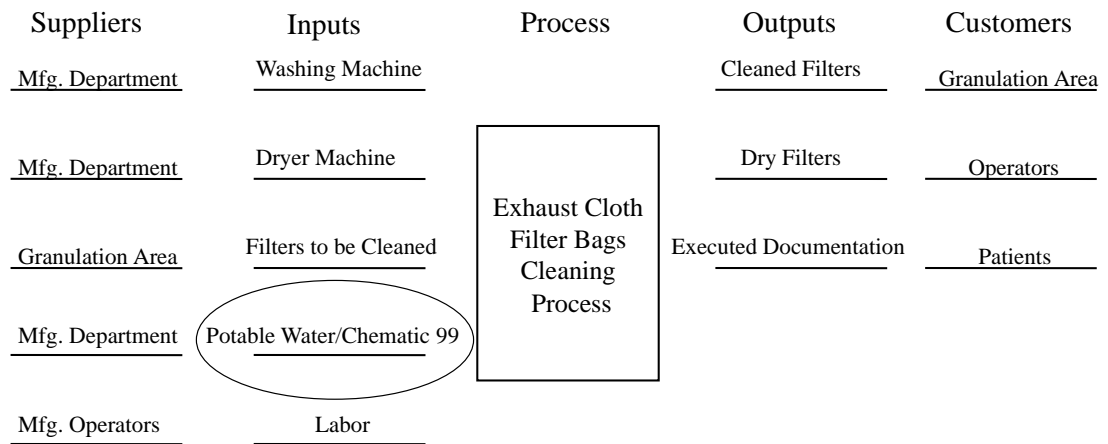 Suppliers Inputs Process Outputs Customers
Mfg. Department Washing Machine Cleaned Filters Granulation Area
Mfg. Department Dryer Machine Dry Filters Operators
Exhaust Cloth
Filter Bags
Cleaning
Process
Granulation Area Filters to be Cleaned Executed Documentation Patients
Mfg. Department Potable Water/Chematic 99
Mfg. Operators Labor